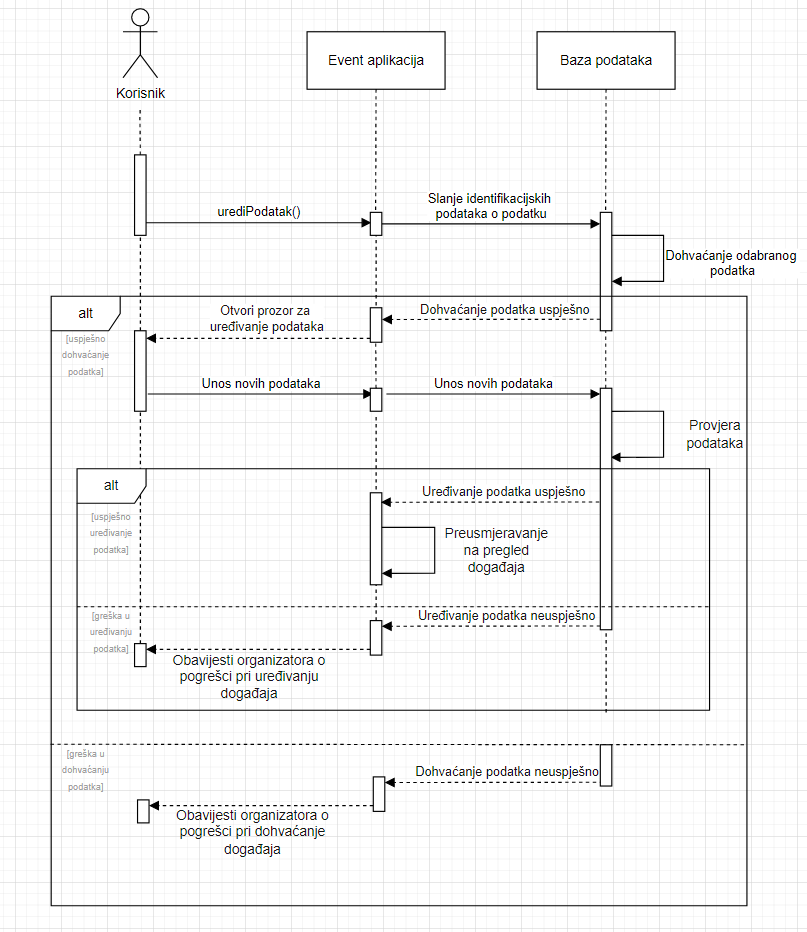 Korisnik
Event aplikacija
Baza podataka
urediPodatak()
Slanje identifikacijskih
podataka o podatku
Dohvaćanje odabranog
podatka
alt
[uspješno
dohvaćanje
podatka]
Otvori prozor za
uređivanje podataka
Dohvaćanje podatka uspješno
Unos novih podataka
Unos novih podataka
Provjera
podataka
alt
[uspješno
uređivanje
podatka]
Uređivanje podatka uspješno
Preusmjeravanje
na pregled
događaja
[greška u
uređivanju
podatka]
Uređivanje podatka neuspješno
Obavijesti organizatora o
pogrešci pri uređivanju
događaja
[greška u
dohvaćanju
podatka]
Dohvaćanje podatka neuspješno
Obavijesti organizatora o
pogrešci pri dohvaćanje
događaja